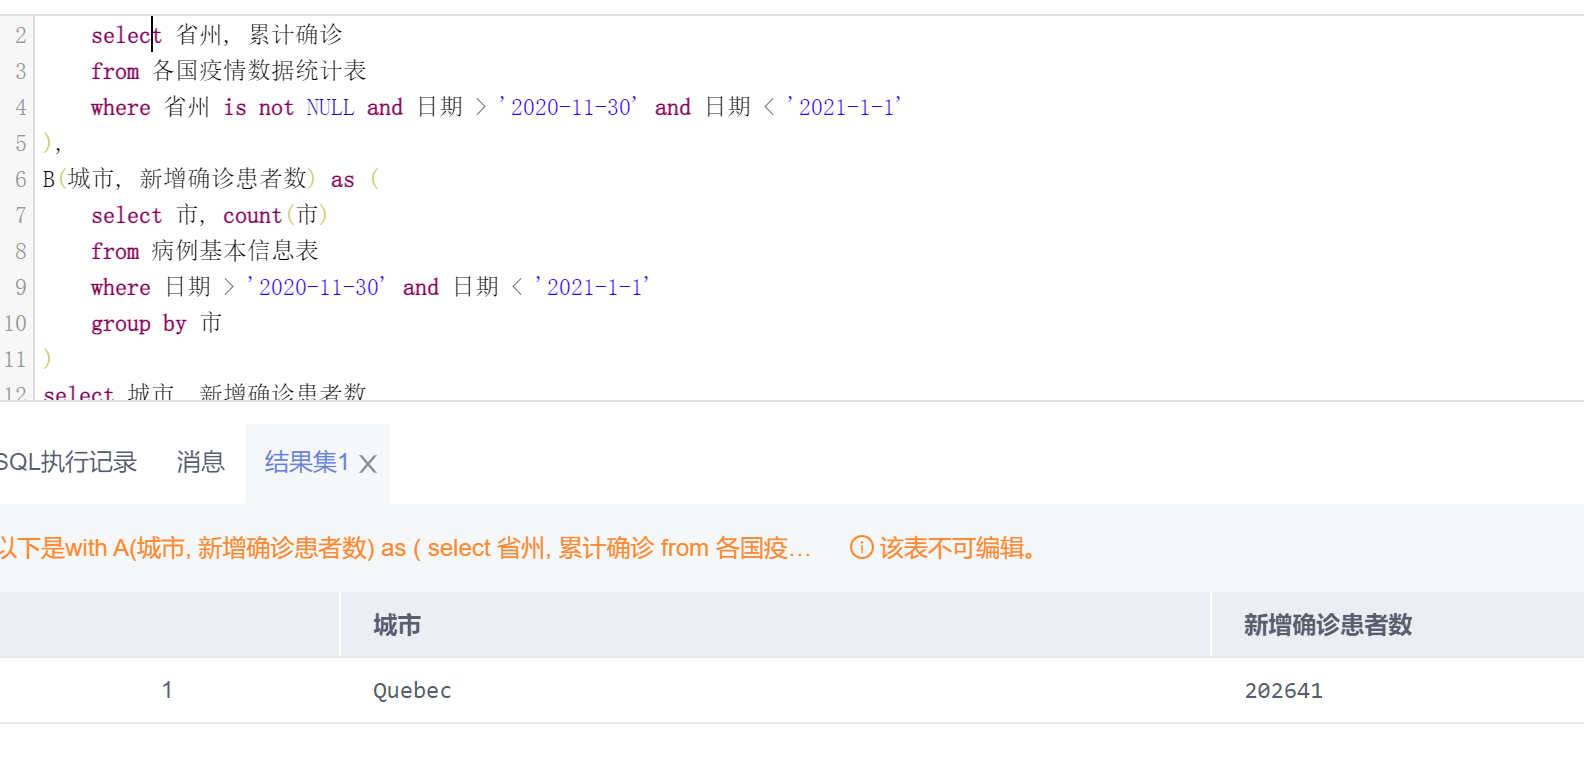 2 select 省州, 累计确诊
3 from 各国疫情数据统计表
4 where 省州 is not NULL and 日期 > '2020-11-30' and 日期 < '2021-1-1'
5 ),
6 B(城市, 新增确诊患者数) as (
7 select 市, count(市)
8 from 病例基本信息表
9 where 日期 > '2020-11-30' and 日期 < '2021-1-1'
10 group by 市
11 )
12 select 城市, 新增确诊患者数
SQL执行记录 消息 结果集1 X
以下是with A(城市, 新增确诊患者数) as ( select 省州, 累计确诊 from 各国疫... 该表不可编辑。
城市 新增确诊患者数
1 Quebec 202641